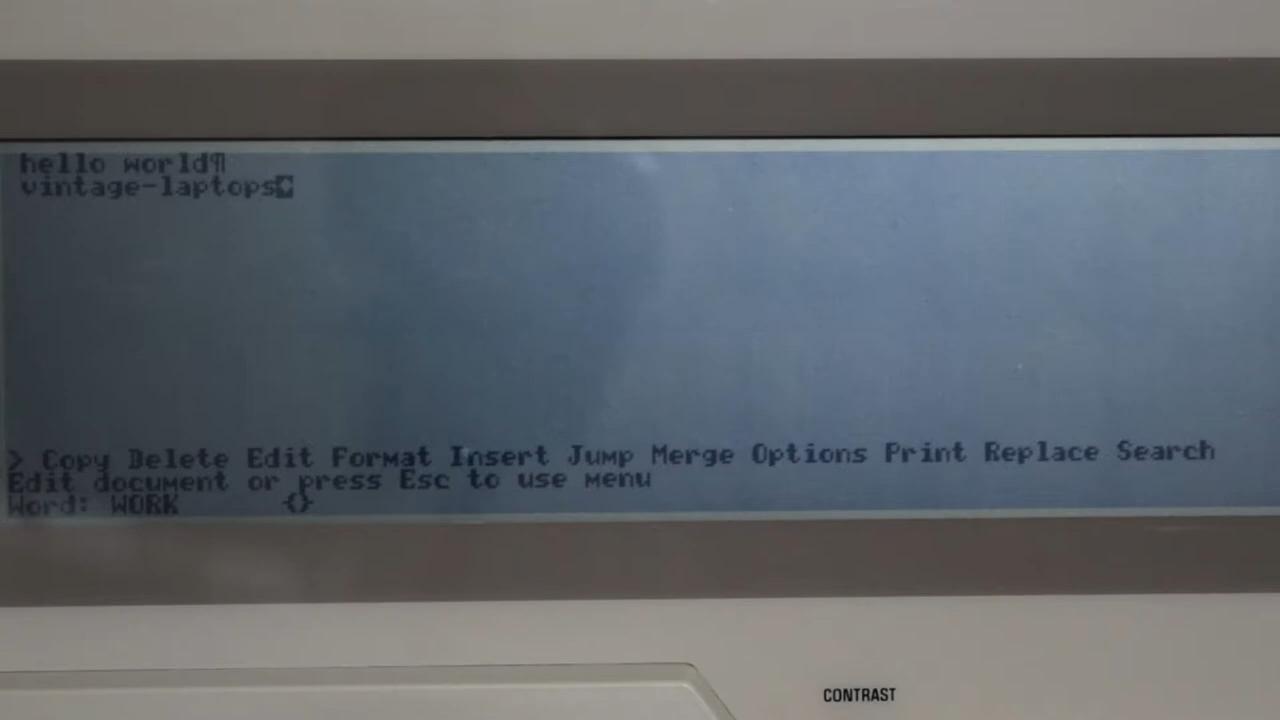 hello world¶
vintage-laptops
> Copy Delete Edit Format Insert Jump Merge Options Print Replace Search
Edit document or press Esc to use menu
Word: WORK {}
CONTRAST